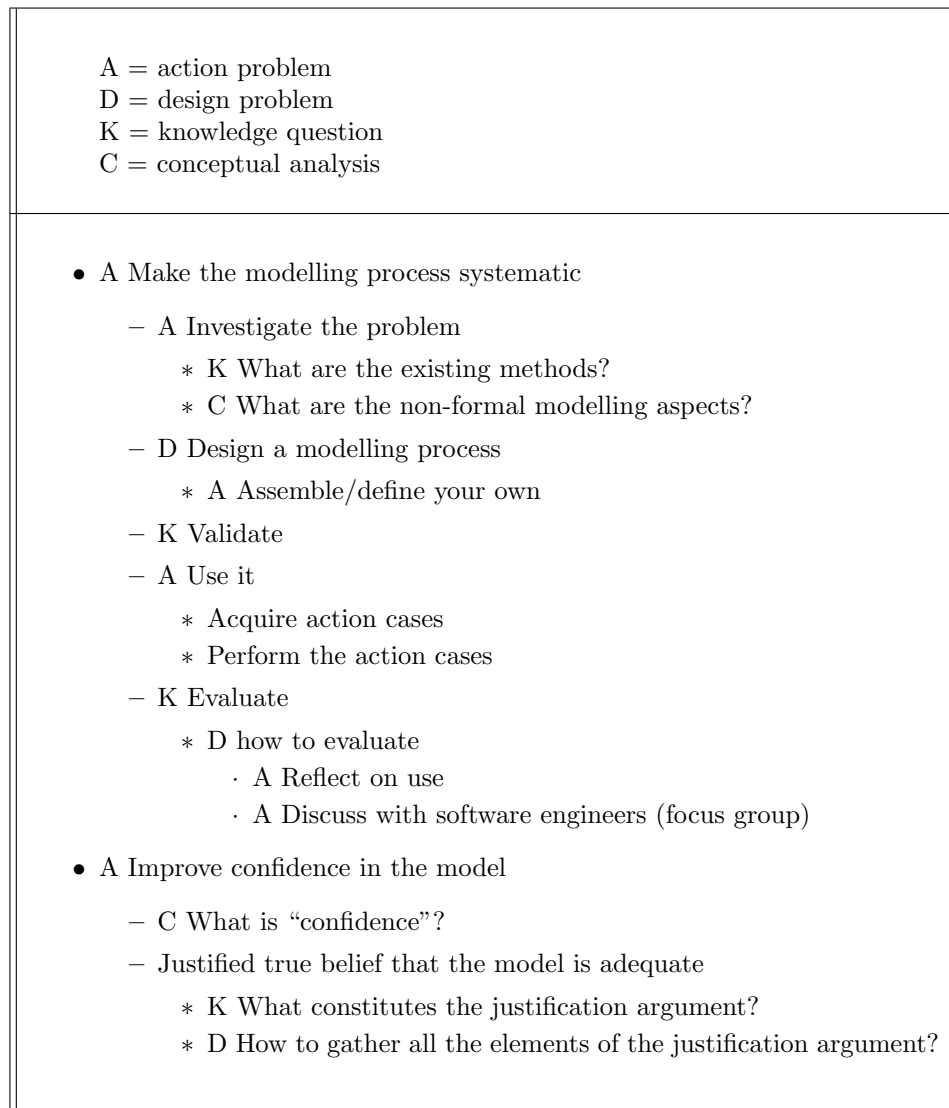 A = action problem
D = design problem
K = knowledge question
C = conceptual analysis
• A Make the modelling process systematic
– A Investigate the problem
∗ K What are the existing methods?
∗ C What are the non-formal modelling aspects?
– D Design a modelling process
∗ A Assemble/define your own
– K Validate
– A Use it
∗ Acquire action cases
∗ Perform the action cases
– K Evaluate
∗ D how to evaluate
· A Reflect on use
· A Discuss with software engineers (focus group)
• A Improve confidence in the model
– C What is “confidence”?
– Justified true belief that the model is adequate
∗ K What constitutes the justification argument?
∗ D How to gather all the elements of the justification argument?